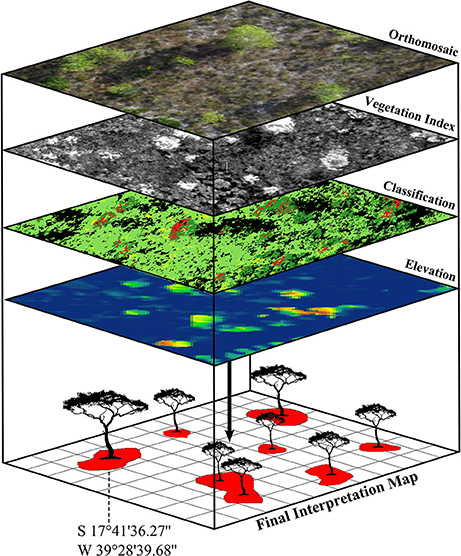 Orthomosaic
Vegetation Index
Classification
Elevation
Final Interpretation Map
S 17°41'36.27"
W 39°28'39.68"